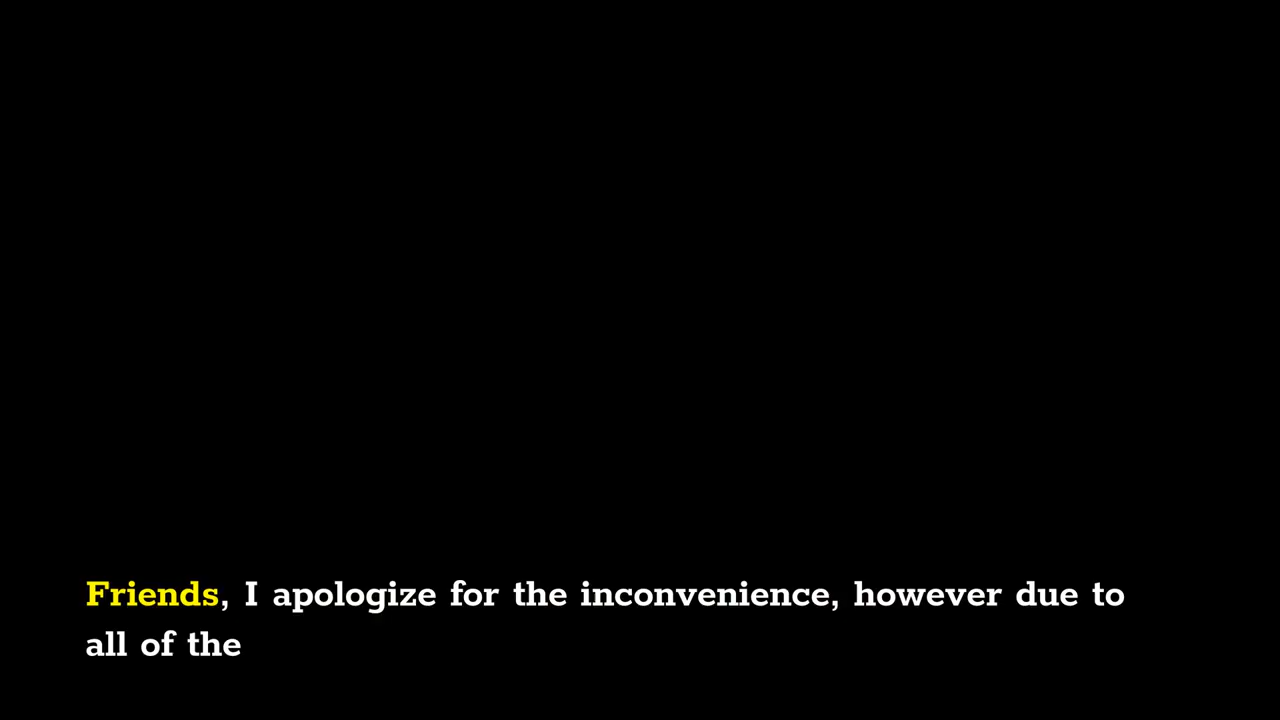 Friends, I apologize for the inconvenience, however due to
all of the